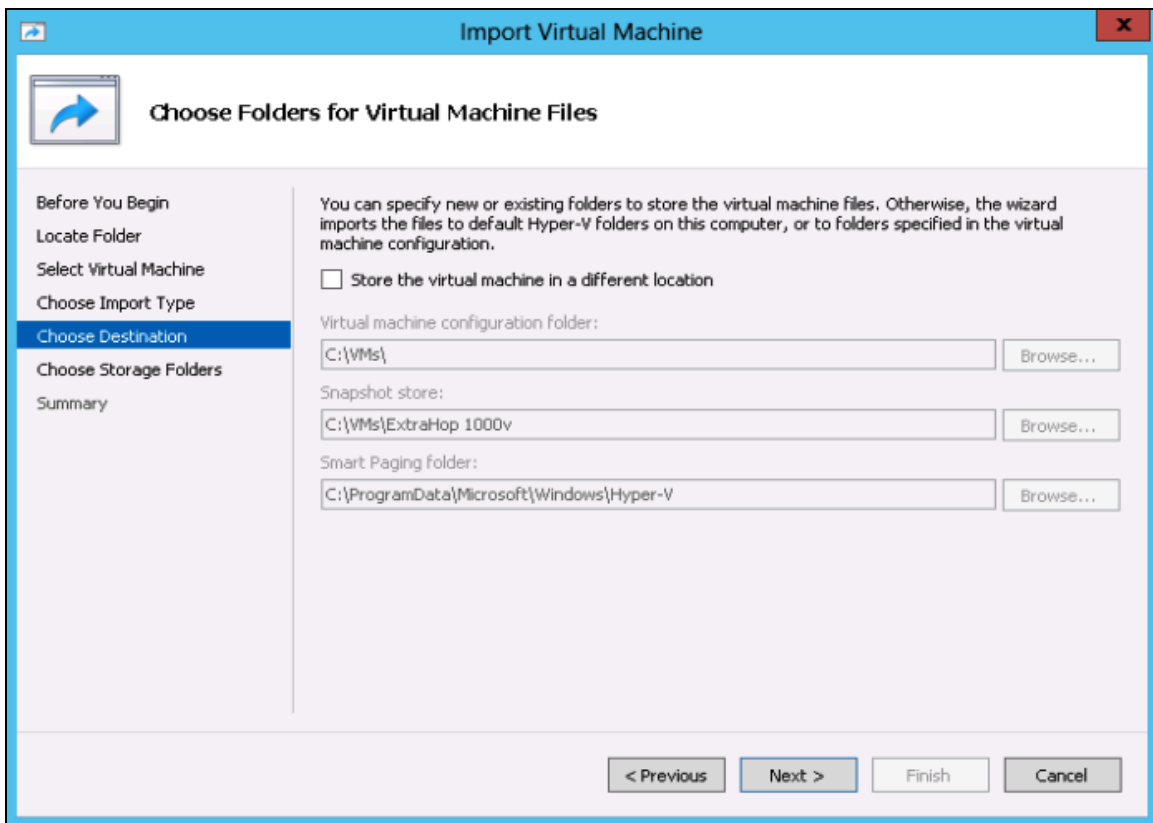 Import Virtual Machine
x
Choose Folders for Virtual Machine Files
Before You Begin
Locate Folder
Select Virtual Machine
Choose Import Type
Choose Destination
Choose Storage Folders
Summary
You can specify new or existing folders to store the virtual machine files. Otherwise, the wizard
imports the files to default Hyper-V folders on this computer, or to folders specified in the virtual
machine configuration.
Store the virtual machine in a different location
Virtual machine configuration folder:
C:\VMs\
Browse...
Snapshot store:
C:\VMs\ExtraHop 1000v
Browse...
Smart Paging folder:
C:\ProgramData\Microsoft\Windows\Hyper-V
Browse...
< Previous
Next >
Finish
Cancel